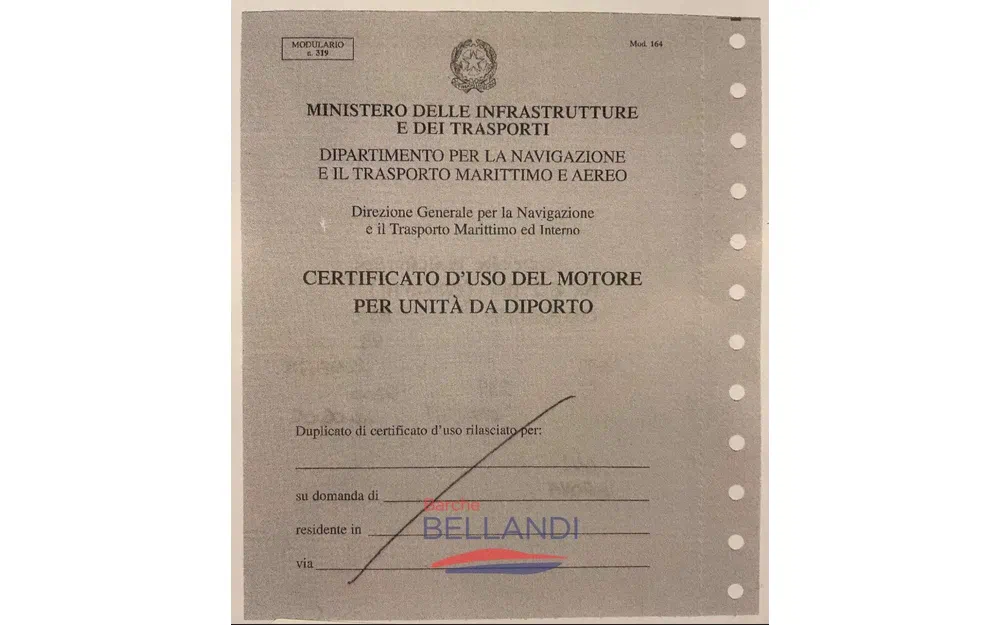 MODULARIO
n. 319
Mod. 164
MINISTERO DELLE INFRASTRUTTURE
E DEI TRASPORTI
DIPARTIMENTO PER LA NAVIGAZIONE
E IL TRASPORTO MARITTIMO E AEREO
Direzione Generale per la Navigazione
e il Trasporto Marittimo ed Interno
CERTIFICATO D'USO DEL MOTORE
PER UNITÀ DA DIPORTO
Duplicato di certificato d'uso rilasciato per:
su domanda di
residente in
via
Barche
BELLANDI